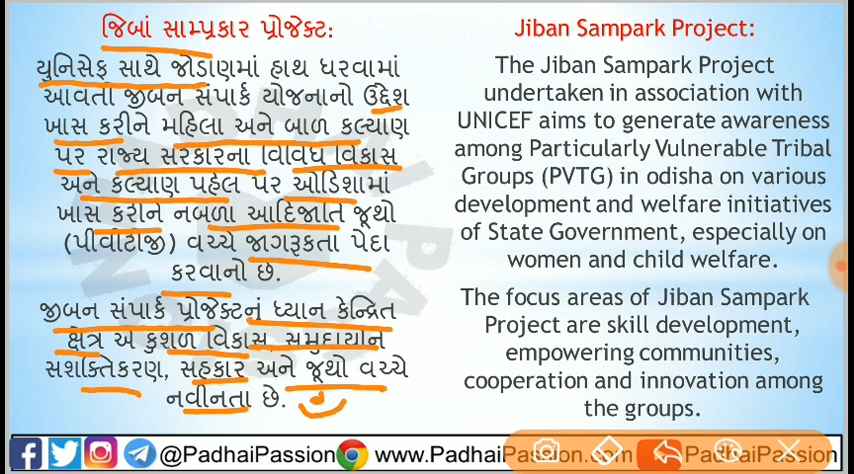 જિબાં સામ્પ્રકાર પ્રોજેક્ટ:
યુનિસેફ સાથે જોડાણમાં હાથ ધરવામાં
આવતી જીબન સંપાર્ક યોજનાનો ઉદ્દેશ
ખાસ કરીને મહિલા અને બાળ કલ્યાણ
પર રાજ્ય સરકારના વિવિધ વિકાસ
અને કલ્યાણ પહેલ પર ઓડિશામાં
ખાસ કરીને નબળા આદિજાતિ જૂથો
(પીવીટીજી) વચ્ચે જાગરૂકતા પેદા
કરવાનો છે.
જીબન સંપાર્ક પ્રોજેક્ટનું ધ્યાન કેન્દ્રિત
ક્ષેત્ર એ કુશળ વિકાસ, સમુદાયોને
સશક્તિકરણ, સહકાર અને જૂથો વચ્ચે
નવીનતા છે.
Jiban Sampark Project:
The Jiban Sampark Project
undertaken in association with
UNICEF aims to generate awareness
among Particularly Vulnerable Tribal
Groups (PVTG) in odisha on various
development and welfare initiatives
of State Government, especially on
women and child welfare.
The focus areas of Jiban Sampark
Project are skill development,
empowering communities,
cooperation and innovation among
the groups.
@PadhaiPassion www.PadhaiPassion.com /PadhaiPassion